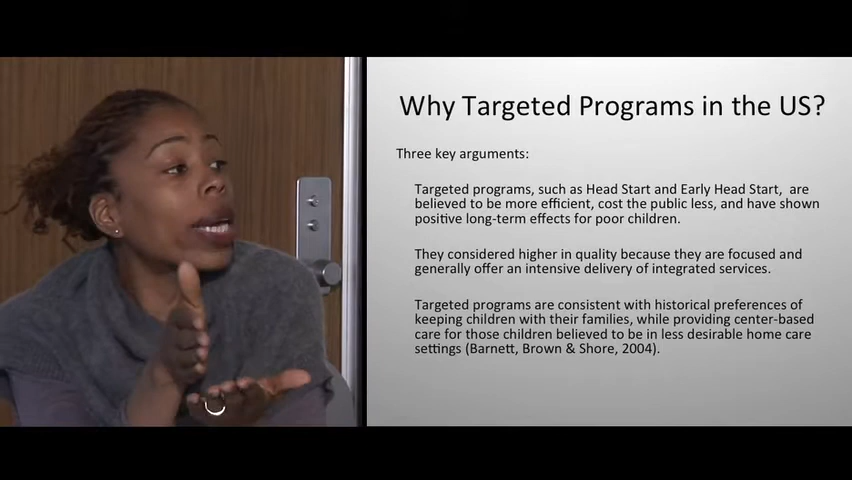 Why Targeted Programs in the US?
Three key arguments:
Targeted programs, such as Head Start and Early Head Start, are
believed to be more efficient, cost the public less, and have shown
positive long-term effects for poor children.
They considered higher in quality because they are focused and
generally offer an intensive delivery of integrated services.
Targeted programs are consistent with historical preferences of
keeping children with their families, while providing center-based
care for those children believed to be in less desirable home care
settings (Barnett, Brown & Shore, 2004).